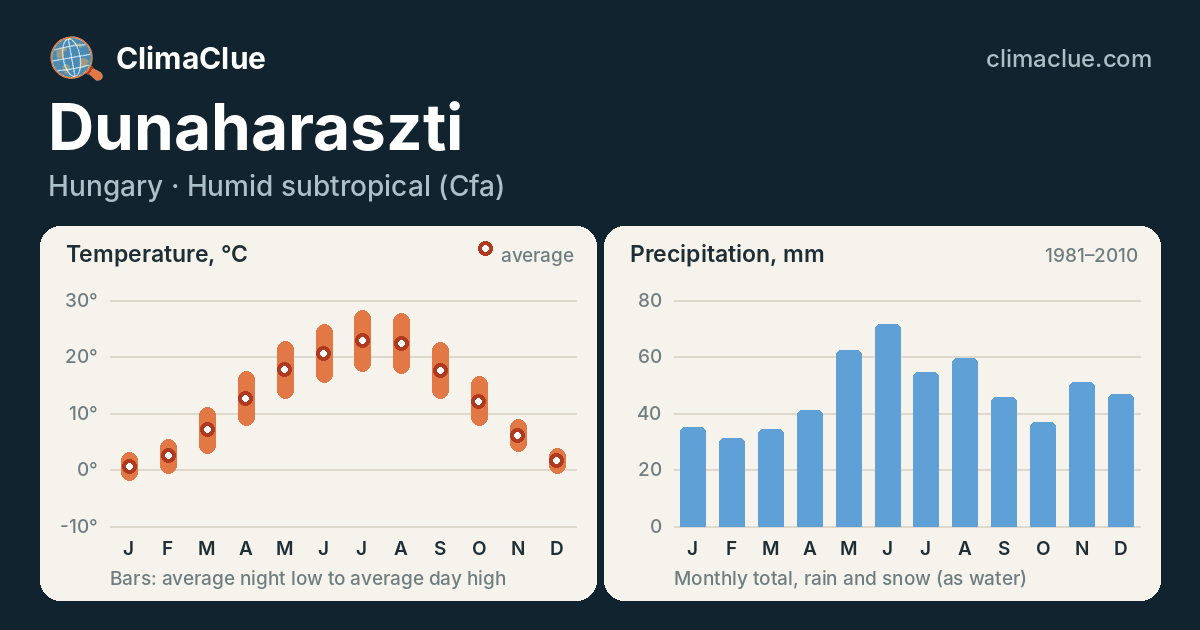 ClimaClue
climaclue.com
Dunaharaszti
Hungary · Humid subtropical (Cfa)
Temperature, °C
average
30°
20°
10°
0°
-10°
J F M A M J J A S O N D
Bars: average night low to average day high
Precipitation, mm
1981–2010
80
60
40
20
0
J F M A M J J A S O N D
Monthly total, rain and snow (as water)